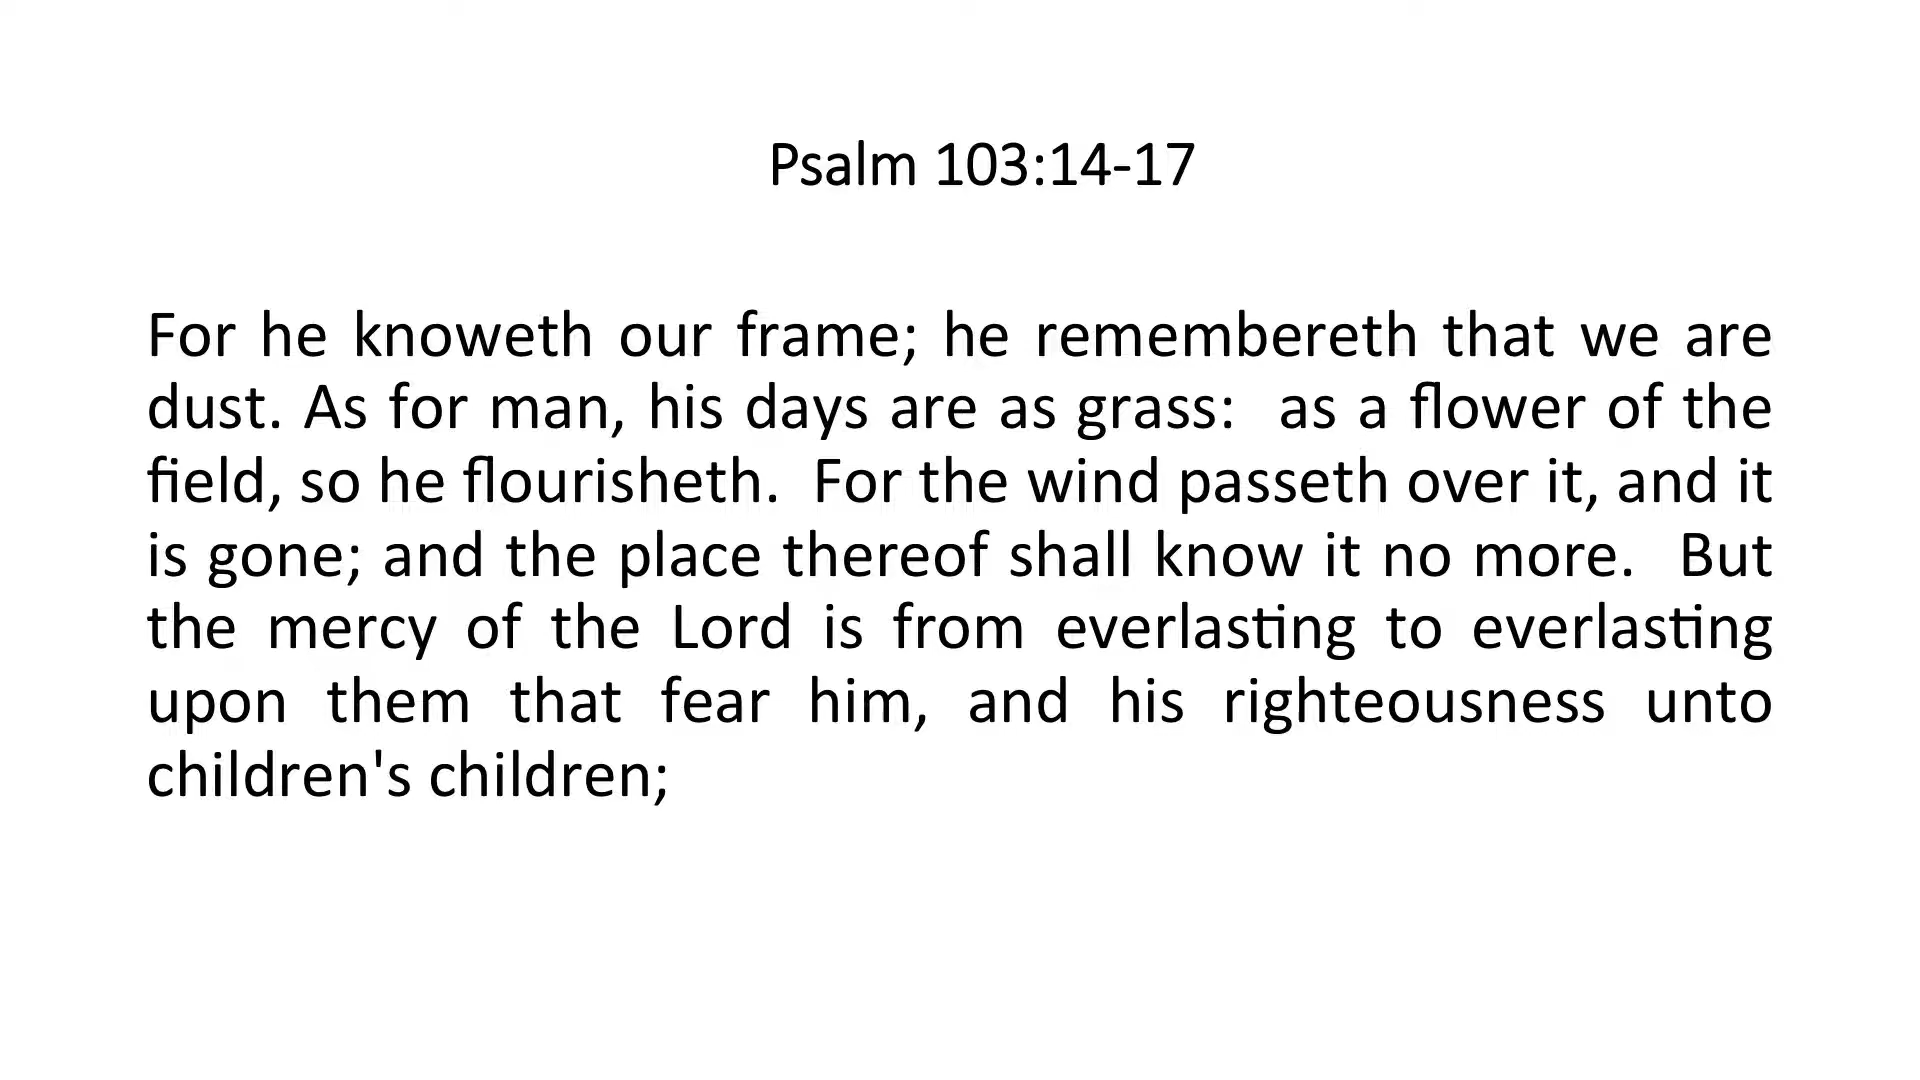 Psalm 103:14-17
For he knoweth our frame; he remembereth that we are
dust. As for man, his days are as grass:  as a flower of the
field, so he flourisheth.  For the wind passeth over it, and it
is gone; and the place thereof shall know it no more.  But
the mercy of the Lord is from everlasting to everlasting
upon them that fear him, and his righteousness unto
children's children;